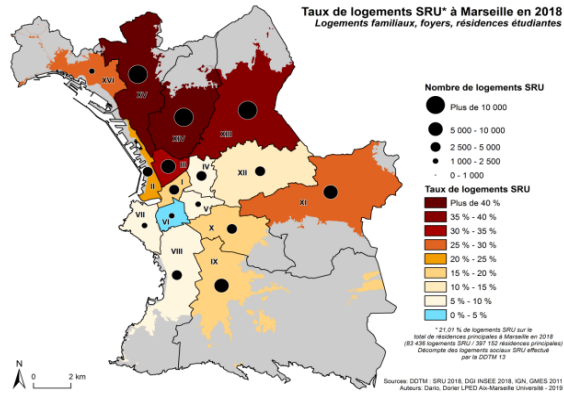 Taux de logements SRU* à Marseille en 2018
Logements familiaux, foyers, résidences étudiantes
Nombre de logements SRU
Plus de 10 000
5 000 - 10 000
2 500 - 5 000
1 000 - 2 500
0 - 1 000
Taux de logements SRU
Plus de 40 %
35 % - 40 %
30 % - 35 %
25 % - 30 %
20 % - 25 %
15 % - 20 %
10 % - 15 %
5 % - 10 %
0 % - 5 %
XVI
XV
XIV
XIII
III
II
I
IV
XII
XI
V
VI
VII
X
VIII
IX
* 21,01 % de logements SRU sur le
total de résidences principales à Marseille en 2018
(83 436 logements SRU / 397 152 résidences principales)
Décompte des logements sociaux SRU effectué
par la DDTM 13
N
0 2 km
Sources: DDTM : SRU 2018, DGI INSEE 2018, IGN, GMES 2011
Auteurs: Dario, Dorier LPED Aix-Marseille Université - 2019